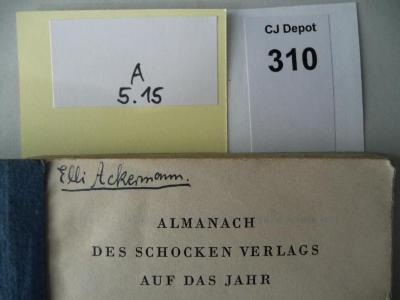 A
5.15
CJ Depot
310
Elli Ackermann.
ALMANACH
DES SCHOCKEN VERLAGS
AUF DAS JAHR